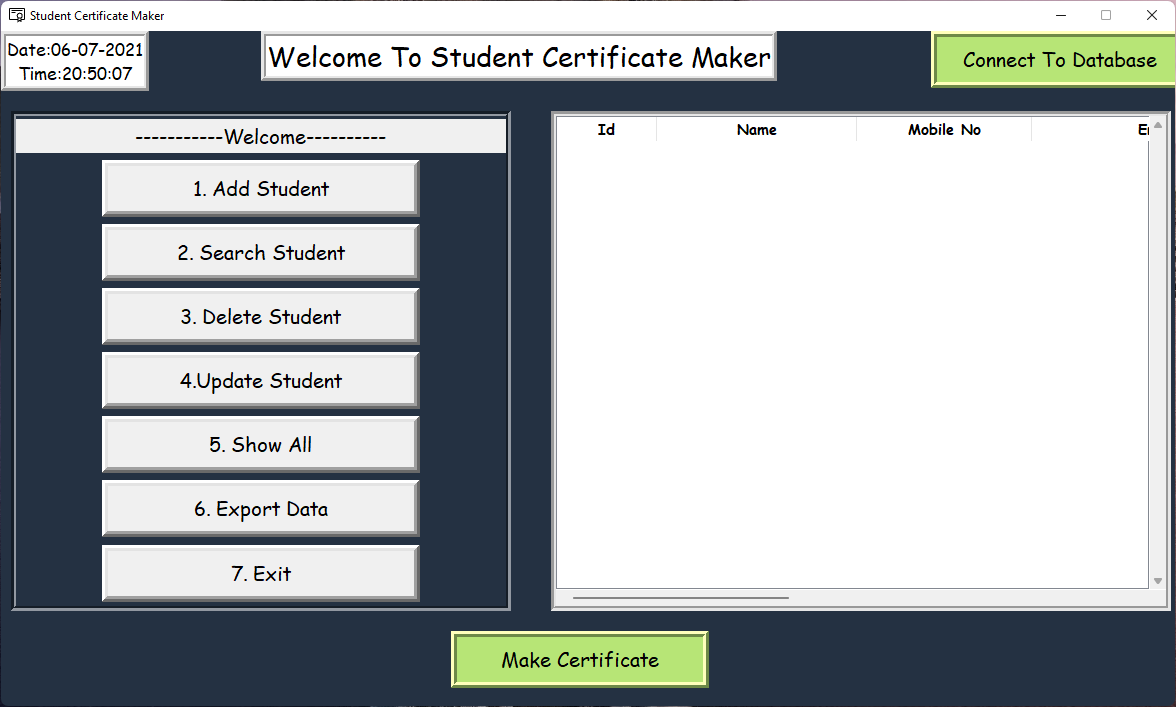 Student Certificate Maker
Date:06-07-2021
Time:20:50:07
Welcome To Student Certificate Maker
Connect To Database
-----------Welcome----------
1. Add Student
2. Search Student
3. Delete Student
4.Update Student
5. Show All
6. Export Data
7. Exit
Id Name Mobile No
Make Certificate